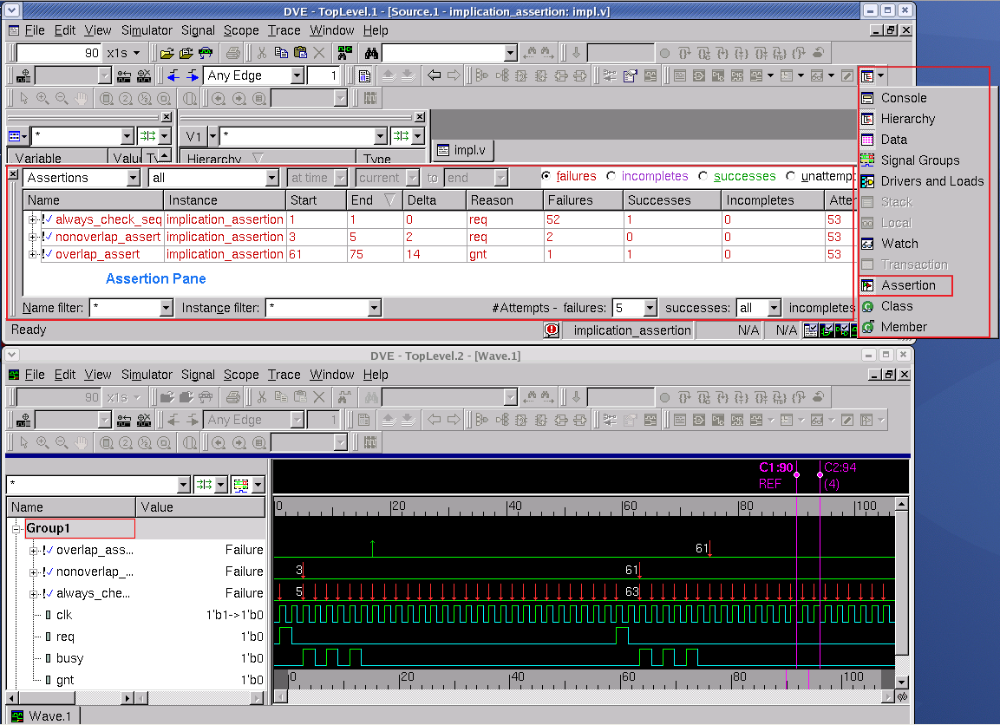 DVE - TopLevel.1 - [Source.1 - implication_assertion: impl.v]
File Edit View Simulator Signal Scope Trace Window Help
90 x1s
Any Edge 1
Console
Hierarchy
Data
Signal Groups
Drivers and Loads
Stack
Local
Watch
Transaction
Assertion
Class
Member
* V1 *
impl.v
Variable Valu Ty Hierarchy Type
Assertions all at time current to end failures incompletes successes unattemp
Name Instance Start End Delta Reason Failures Successes Incompletes Atte
always_check_seq implication_assertion 1 1 0 req 52 1 0 53
nonoverlap_assert implication_assertion 3 5 2 req 2 0 0 53
overlap_assert implication_assertion 61 75 14 gnt 1 1 0 53
Assertion Pane
Name filter: * Instance filter: * #Attempts - failures: 5 successes: all incompletes
Ready implication_assertion N/A N/A
DVE - TopLevel.2 - [Wave.1]
File Edit View Simulator Signal Scope Trace Window Help
90 x1s
Any Edge 1
C1:90 C2:94
REF (4)
*
Name Value
0 20 40 60 80 100
Group1
overlap_ass... Failure 61
nonoverlap_... Failure 3 61
always_che... Failure 5 63
clk 1'b1->1'b0
req 1'b0
busy 1'b0
gnt 1'b0
0 20 40 60 80 100
Wave.1